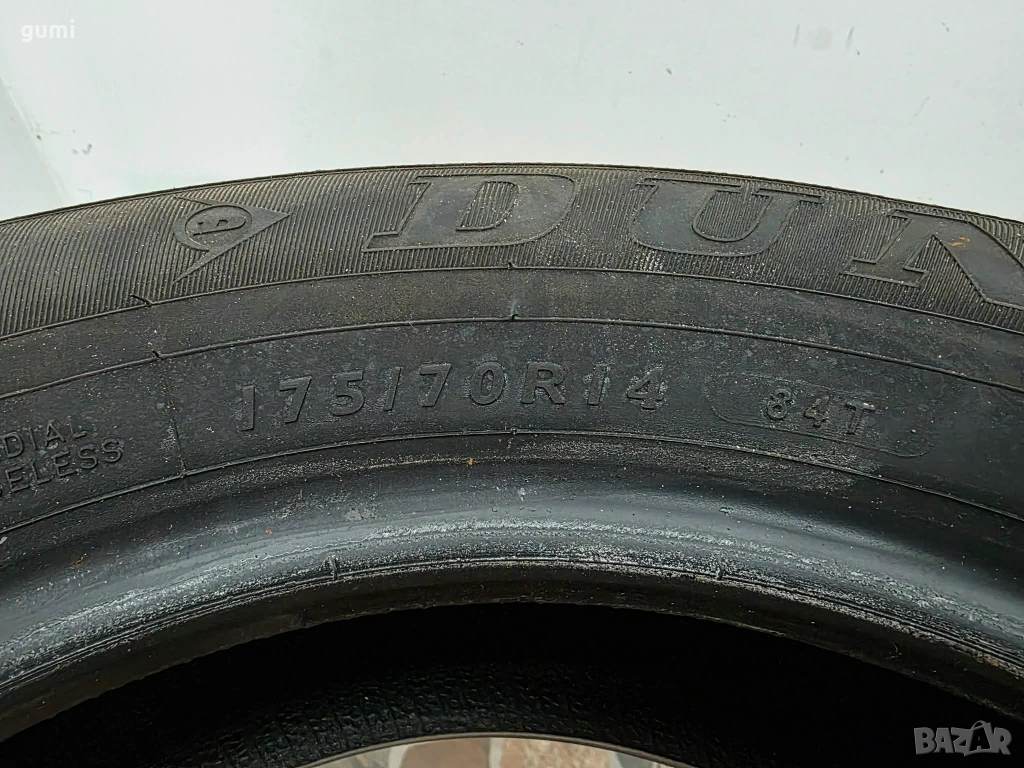 gumi
DUN
175/70R14 84T
DIAL
ELESS
BAZAR